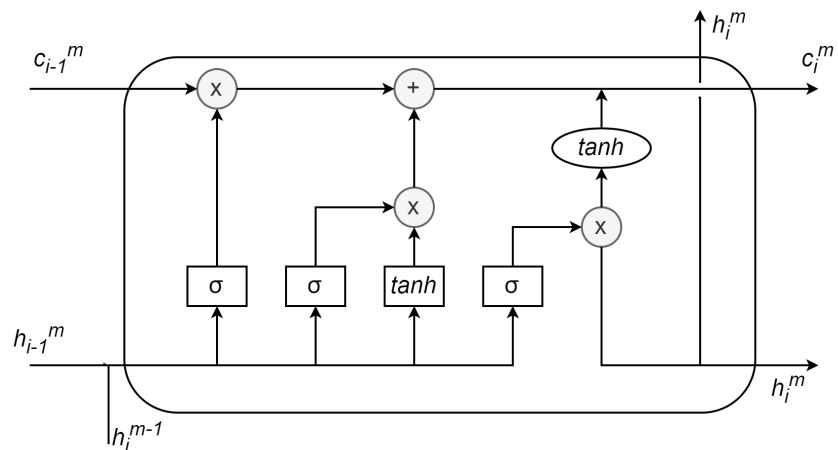 h_i^m
c_{i-1}^m
c_i^m
x
+
tanh
x
x
σ
σ
tanh
σ
h_{i-1}^m
h_i^m
h_i^{m-1}